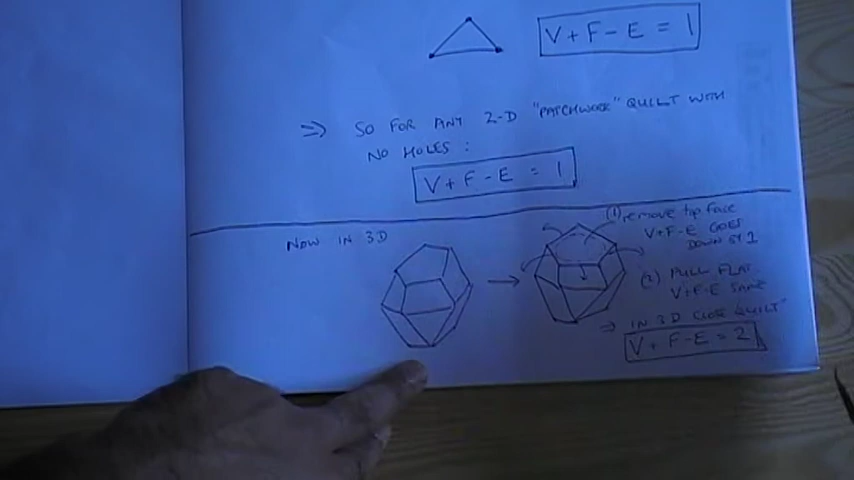 V + F - E = 1
⇒ SO FOR ANY 2-D "PATCHWORK" QUILT WITH
NO HOLES :
V + F - E = 1
NOW IN 3D
(1) remove top face
V + F - E GOES
DOWN BY 1
(2) PULL FLAT.
V + F - E SAME
⇒ IN 3D CLOSE QUILT"
V + F - E = 2